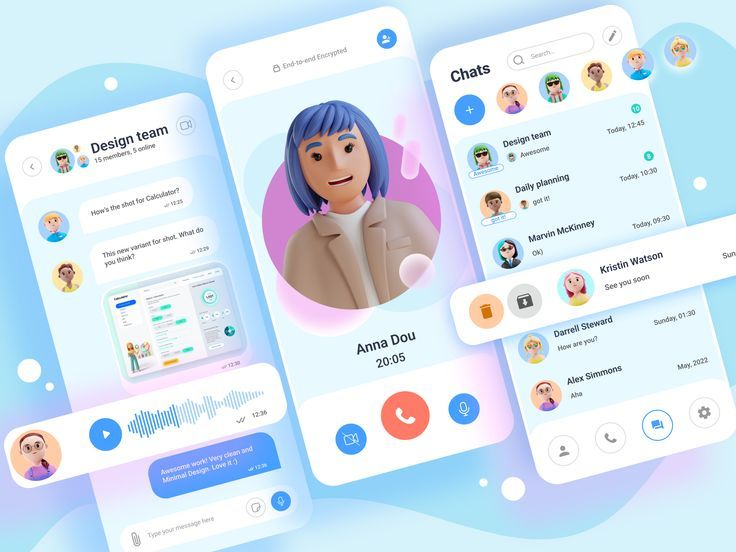 Design team
15 members, 5 online
How's the shot for Calculator?
12:25
This new variant for shot. What do
you think?
12:29
Calculator
12:30
12:36
Awesome work! Very clean and
Minimal Design. Love it :)
12:36
Type your message here
End-to-end Encrypted
Anna Dou
20:05
Chats
Search...
Design team
Today, 12:45
10
Awesome
Awesome
Daily planning
Today, 10:30
8
got it!
got it!
Marvin McKinney
Today, 09:30
Ok)
Kristin Watson
Sund
See you soon
Darrell Steward
Sunday, 01:30
How are you?
Alex Simmons
May, 2022
Aha